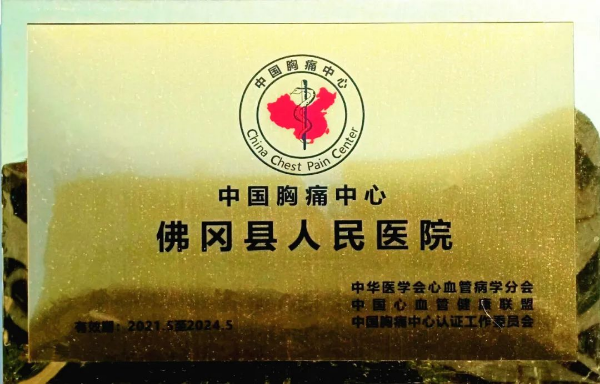 中国胸痛中心
China Chest Pain Center
中国胸痛中心
佛冈县人民医院
中华医学会心血管病学分会
中国心血管健康联盟
有效期：2021.5至2024.5
中国胸痛中心认证工作委员会